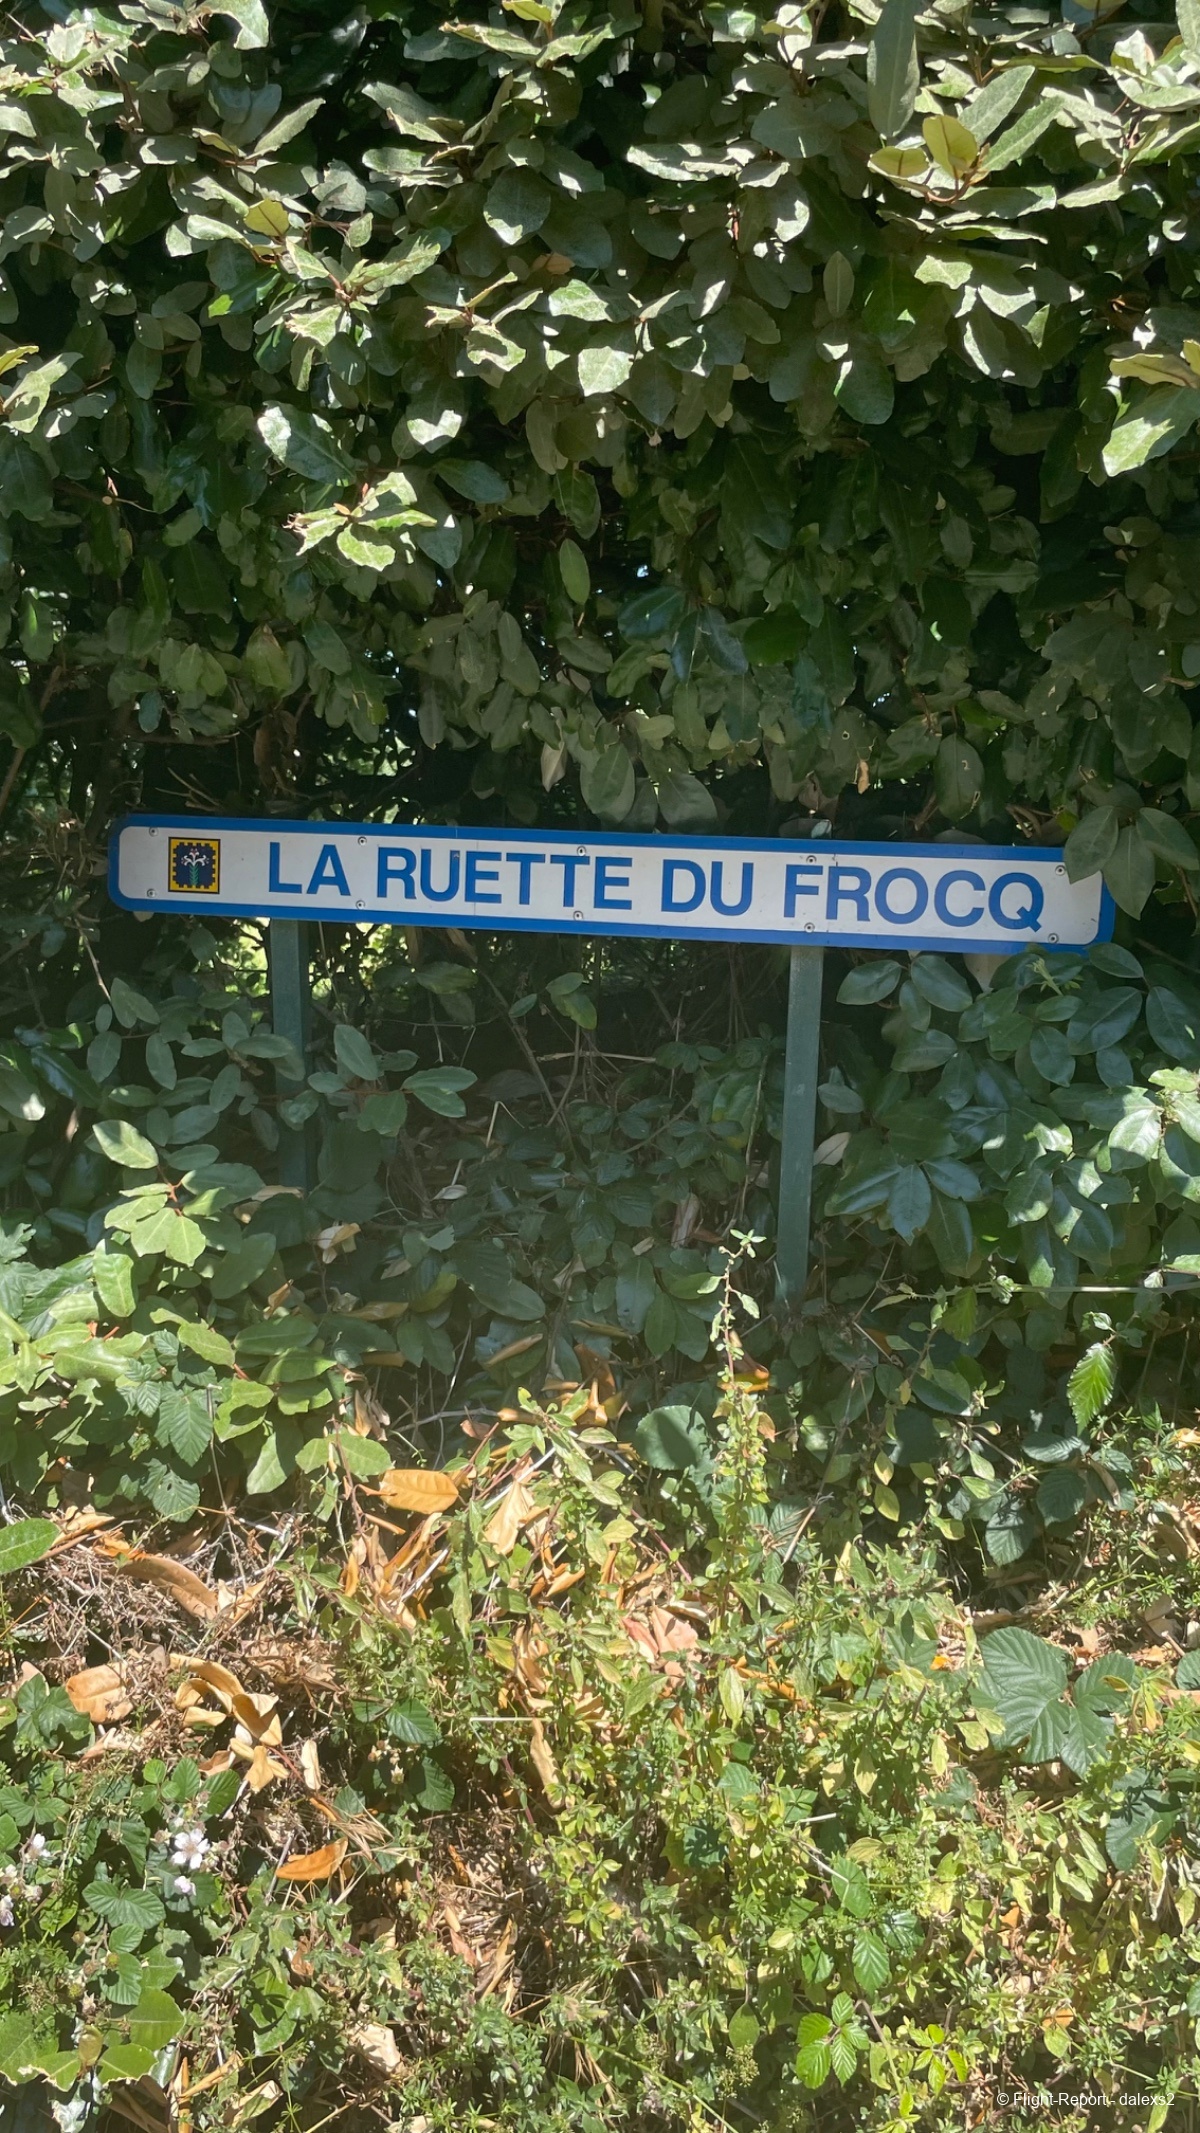 LA RUETTE DU FROCQ
© Flight-Report - dalexs2